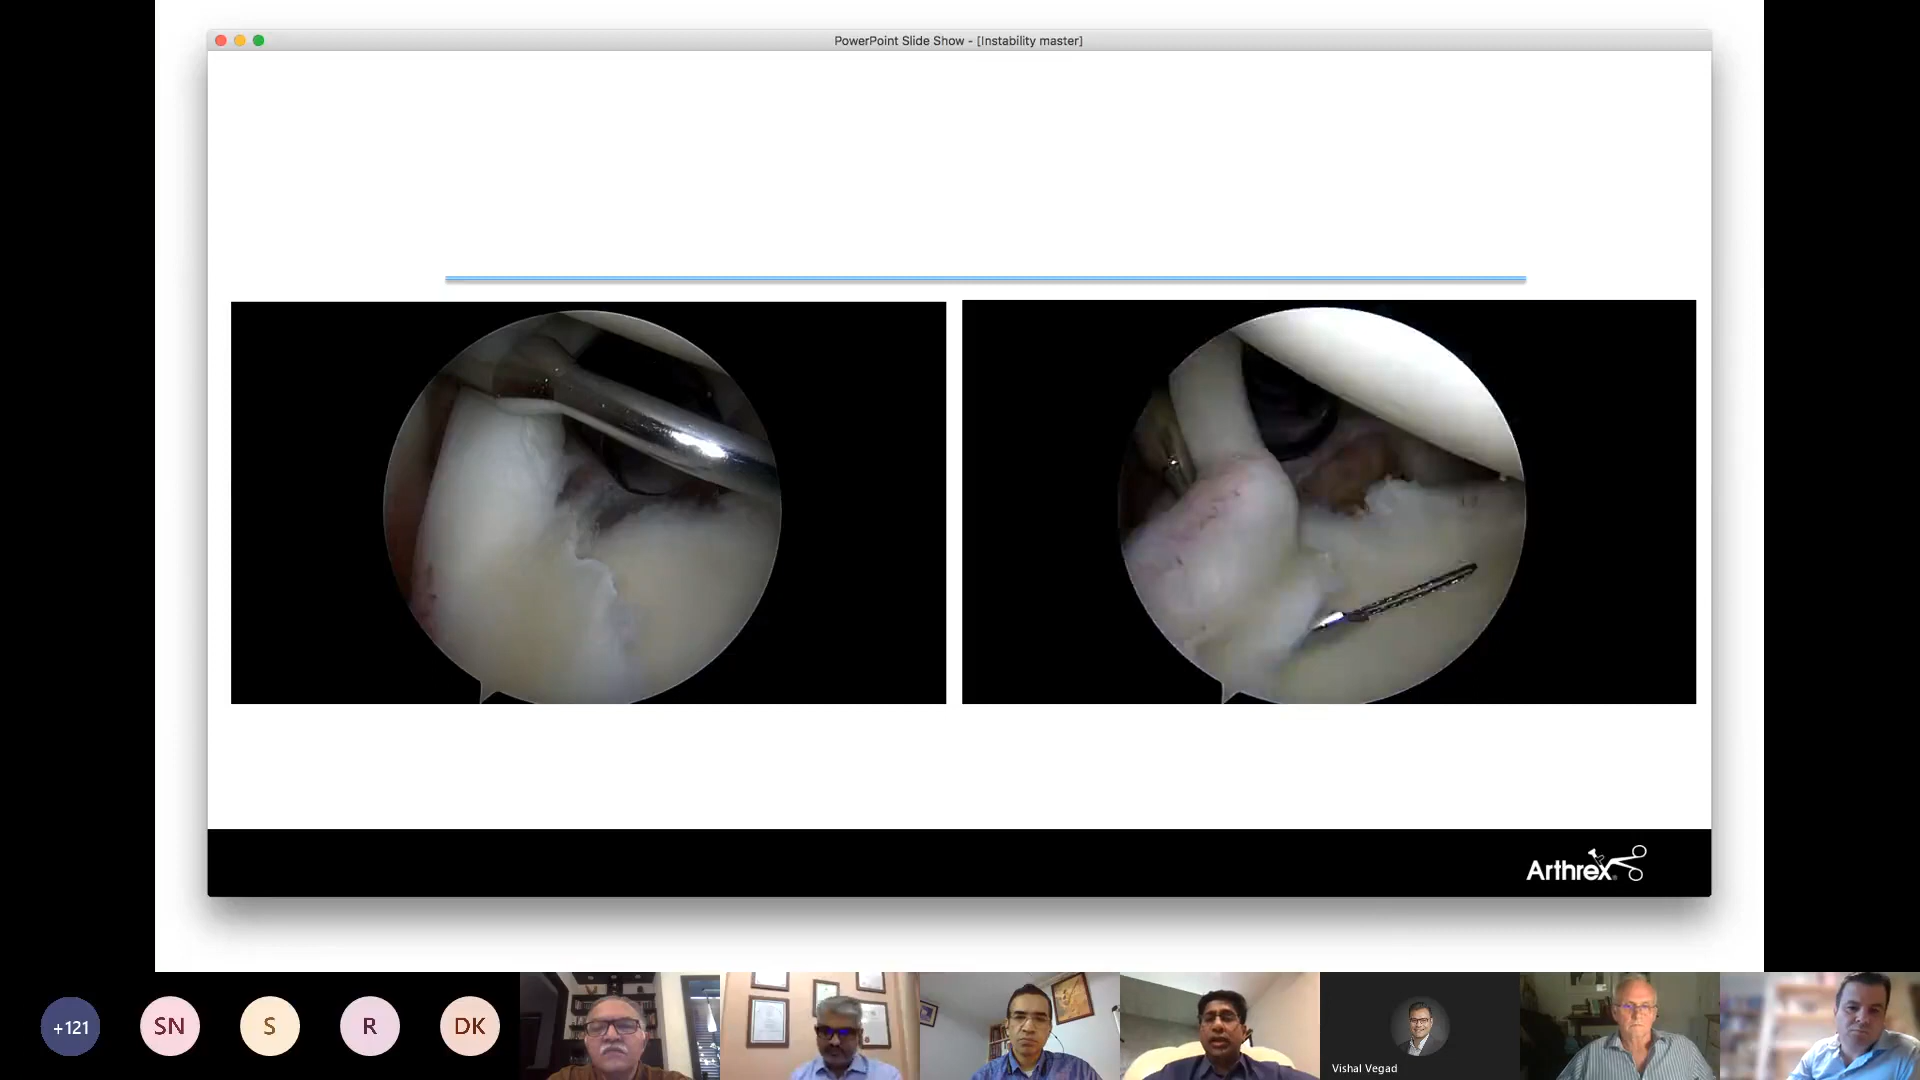 PowerPoint Slide Show - [Instability master]
Arthrex
+121
SN
S
R
DK
Vishal Vegad